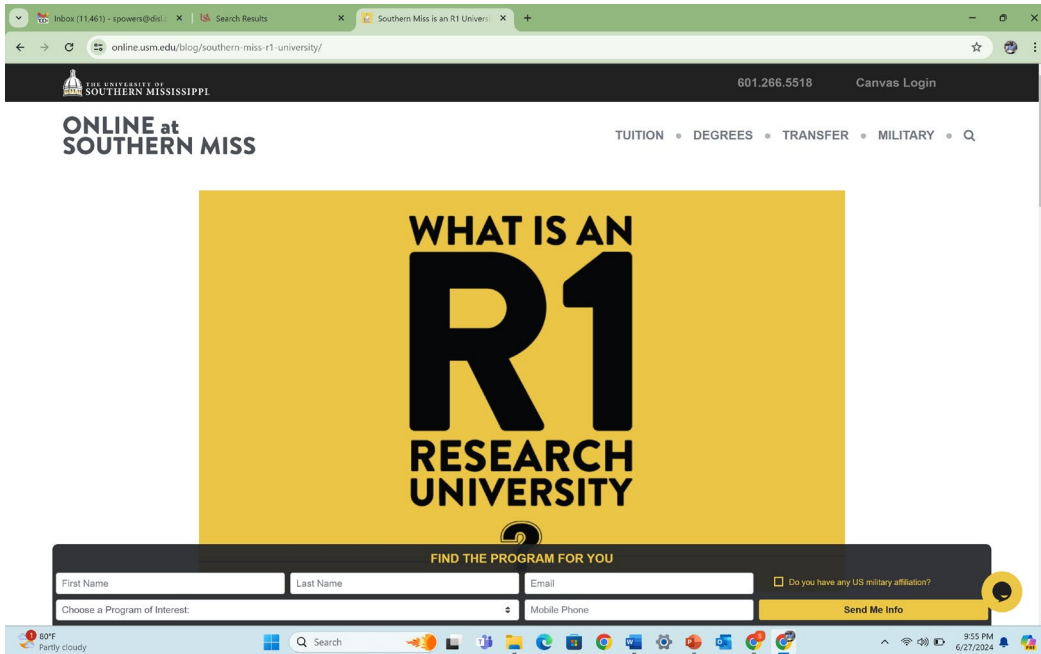 Inbox (11,461) - spowers@disl.
Search Results
Southern Miss is an R1 Univers
online.usm.edu/blog/southern-miss-r1-university/
THE UNIVERSITY OF
SOUTHERN MISSISSIPPI
601.266.5518
Canvas Login
ONLINE at
SOUTHERN MISS
TUITION • DEGREES • TRANSFER • MILITARY •
WHAT IS AN
R1
RESEARCH
UNIVERSITY
?
FIND THE PROGRAM FOR YOU
First Name
Last Name
Email
Do you have any US military affiliation?
Choose a Program of Interest:
Mobile Phone
Send Me Info
1
80°F
Partly cloudy
Search
9:55 PM
6/27/2024